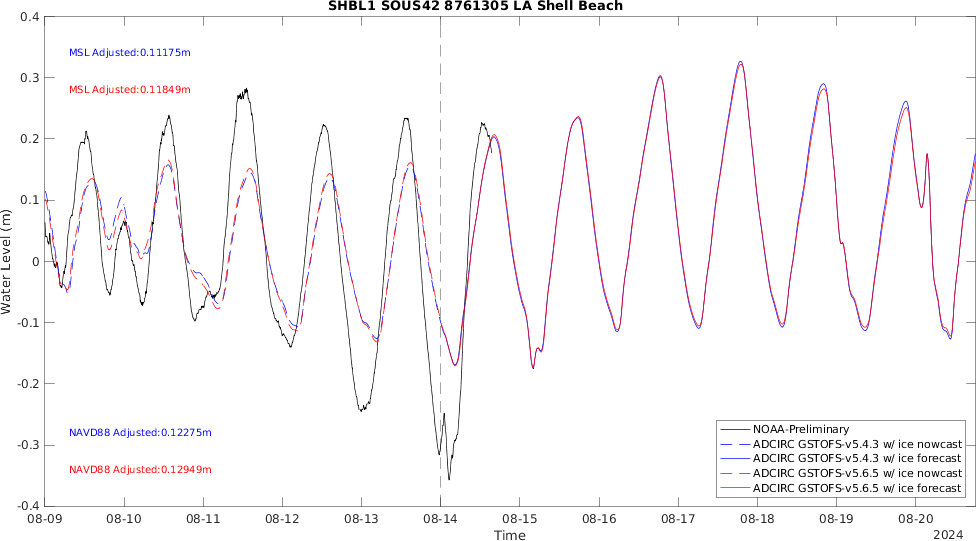 SHBL1 SOUS42 8761305 LA Shell Beach
0.4
0.3
0.2
0.1
0
-0.1
-0.2
-0.3
-0.4
Water Level (m)
MSL Adjusted:0.11175m
MSL Adjusted:0.11849m
NAVD88 Adjusted:0.12275m
NAVD88 Adjusted:0.12949m
NOAA-Preliminary
ADCIRC GSTOFS-v5.4.3 w/ ice nowcast
ADCIRC GSTOFS-v5.4.3 w/ ice forecast
ADCIRC GSTOFS-v5.6.5 w/ ice nowcast
ADCIRC GSTOFS-v5.6.5 w/ ice forecast
08-09 08-10 08-11 08-12 08-13 08-14 08-15 08-16 08-17 08-18 08-19 08-20
Time
2024